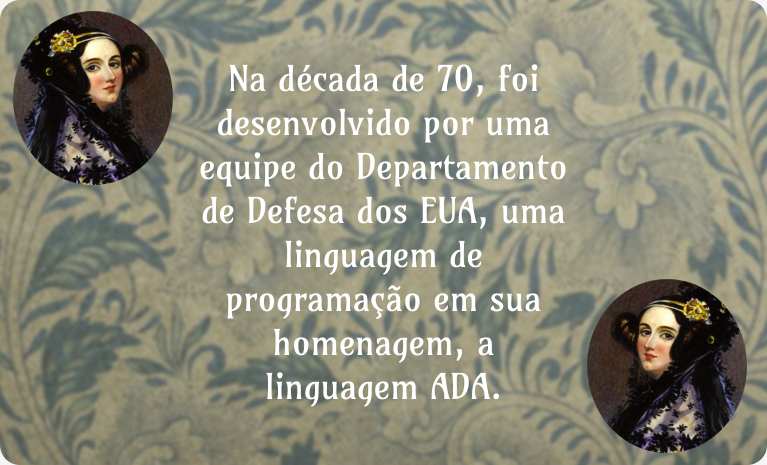 Na década de 70, foi
desenvolvido por uma
equipe do Departamento
de Defesa dos EUA, uma
linguagem de
programação em sua
homenagem, a
linguagem ADA.